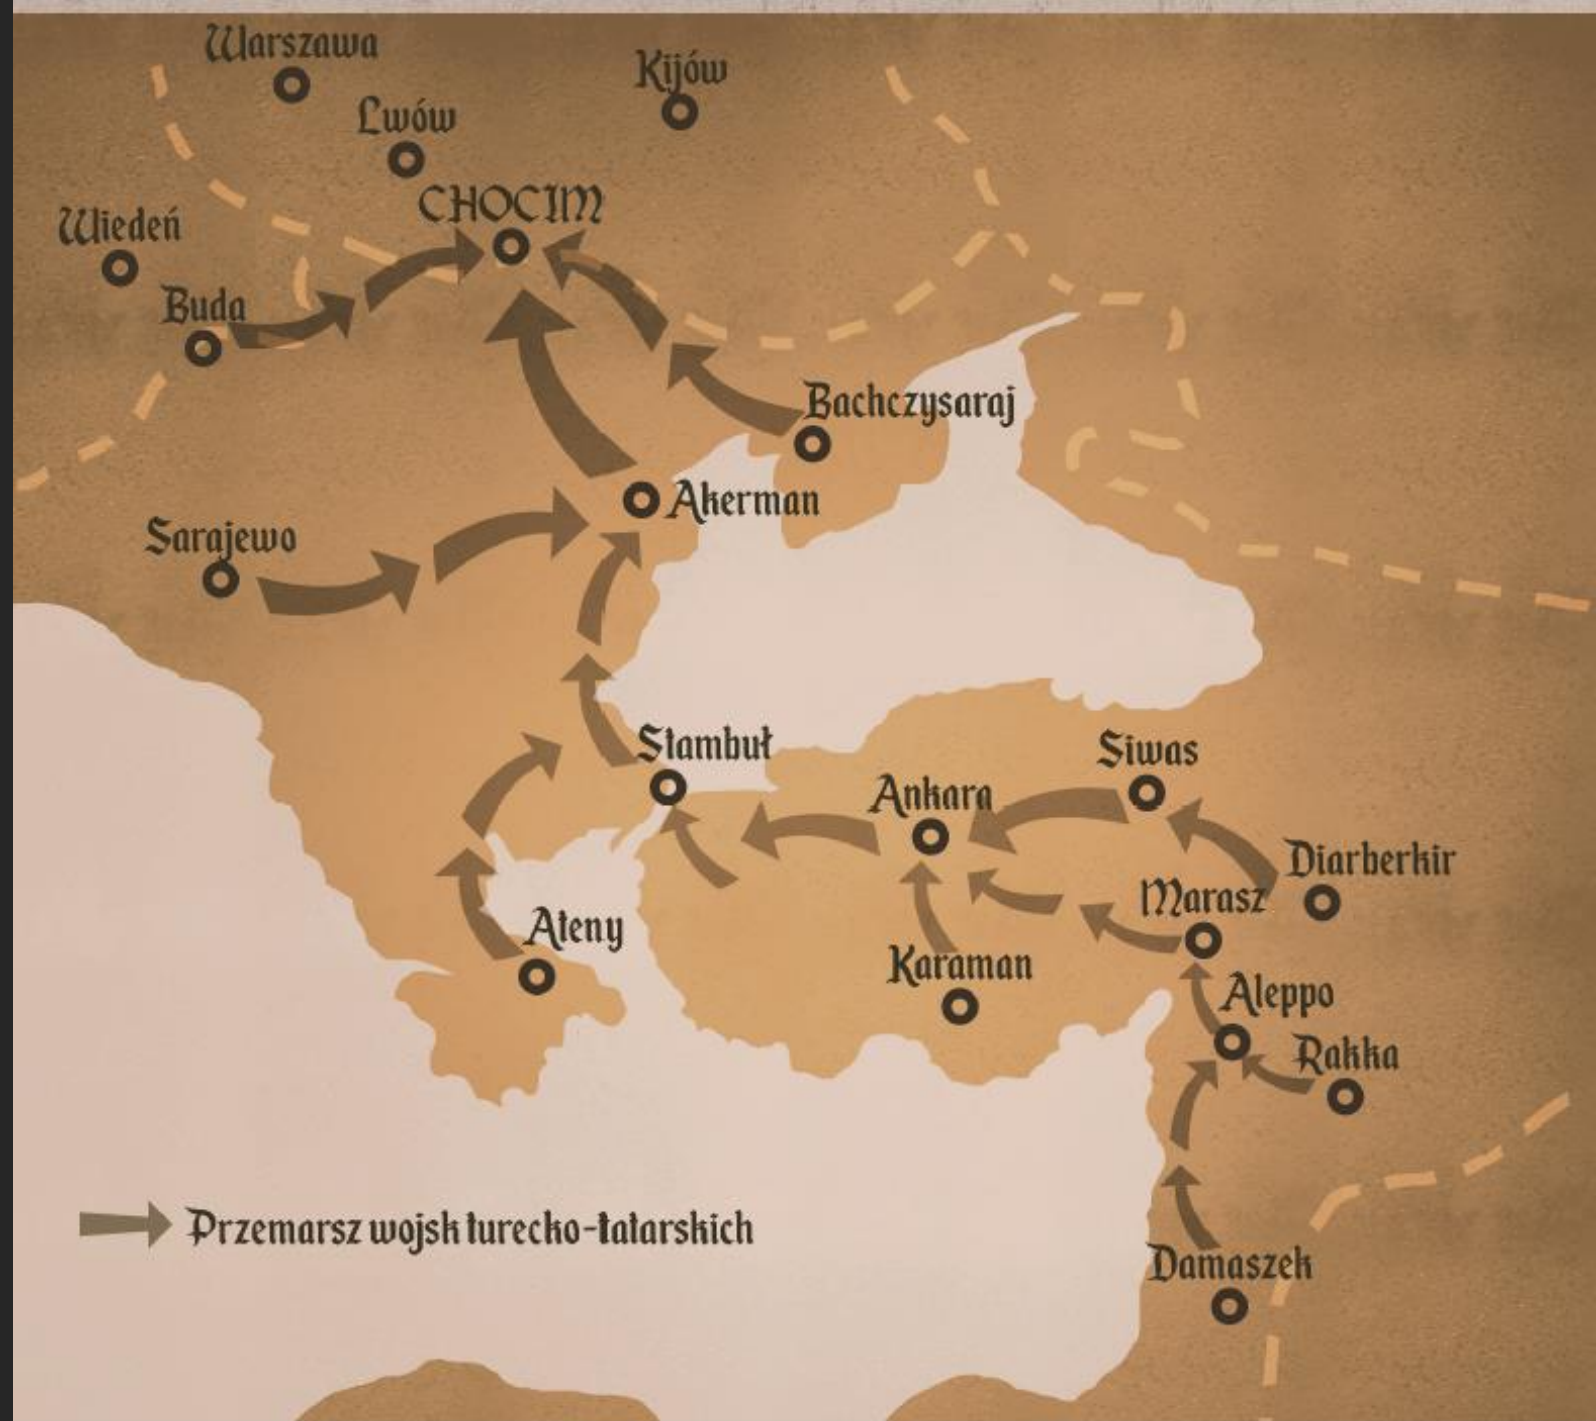 Warszawa
Kijów
Lwów
CHOCIM
Wiedeń
Buda
Bachczysaraj
Akerman
Sarajewo
Stambuł
Siwas
Ankara
Diarberkir
Marasz
Ateny
Karaman
Aleppo
Rakka
Przemarsz wojsk turecko-tatarskich
Damaszek